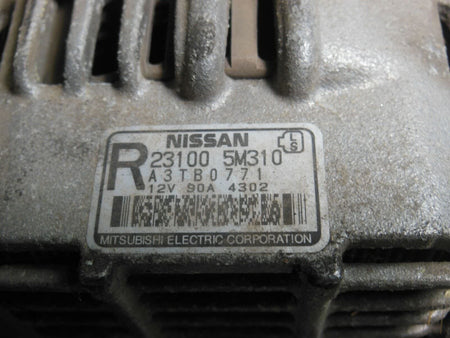 NISSAN
L S
R 23100 5M310
A3TB0771
12V 90A 4302
MITSUBISHI ELECTRIC CORPORATION